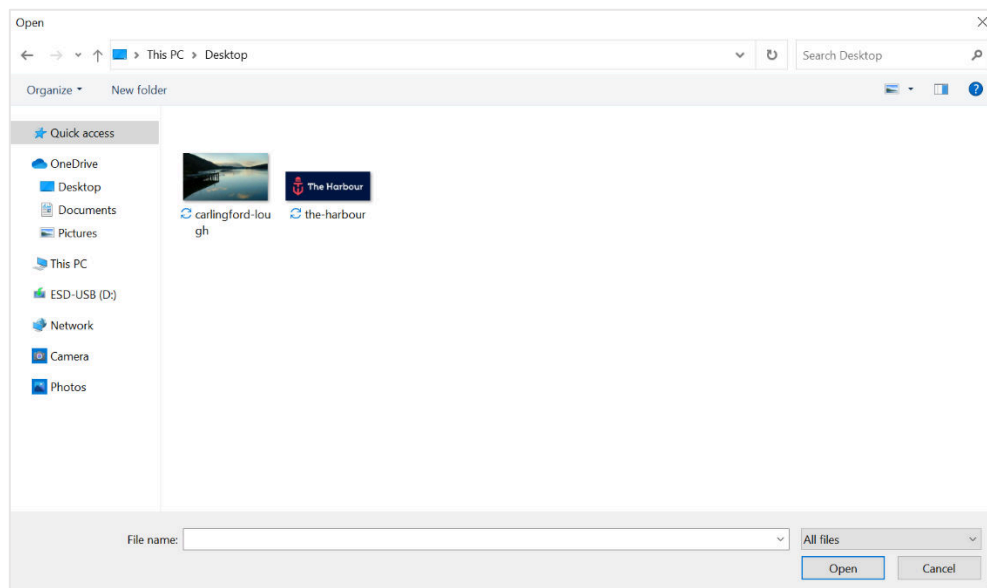 Open
This PC > Desktop
Search Desktop
Organize
New folder
Quick access
OneDrive
Desktop
Documents
Pictures
This PC
ESD-USB (D:)
Network
Camera
Photos
The Harbour
carlingford-lou
gh
the-harbour
File name:
All files
Open
Cancel